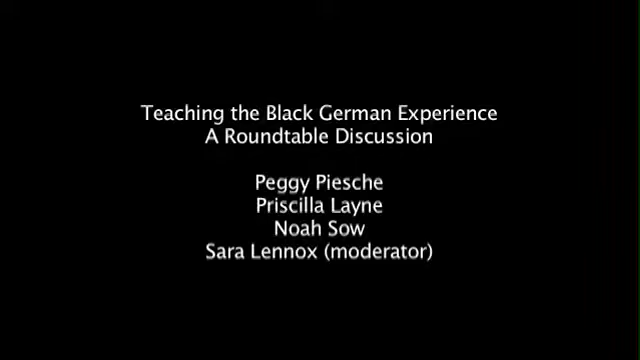 Teaching the Black German Experience
A Roundtable Discussion
Peggy Piesche
Priscilla Layne
Noah Sow
Sara Lennox (moderator)